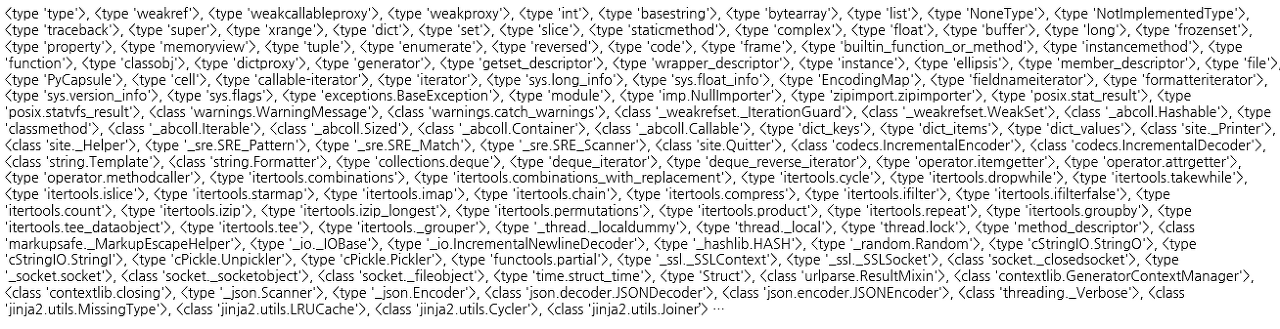 <type 'type'>, <type 'weakref'>, <type 'weakcallableproxy'>, <type 'weakproxy'>, <type 'int'>, <type 'basestring'>, <type 'bytearray'>, <type 'list'>, <type 'NoneType'>, <type 'NotImplementedType'>,
<type 'traceback'>, <type 'super'>, <type 'xrange'>, <type 'dict'>, <type 'set'>, <type 'slice'>, <type 'staticmethod'>, <type 'complex'>, <type 'float'>, <type 'buffer'>, <type 'long'>, <type 'frozenset'>,
<type 'property'>, <type 'memoryview'>, <type 'tuple'>, <type 'enumerate'>, <type 'reversed'>, <type 'code'>, <type 'frame'>, <type 'builtin_function_or_method'>, <type 'instancemethod'>, <type
'function'>, <type 'classobj'>, <type 'dictproxy'>, <type 'generator'>, <type 'getset_descriptor'>, <type 'wrapper_descriptor'>, <type 'instance'>, <type 'ellipsis'>, <type 'member_descriptor'>, <type 'file'>,
<type 'PyCapsule'>, <type 'cell'>, <type 'callable-iterator'>, <type 'iterator'>, <type 'sys.long_info'>, <type 'sys.float_info'>, <type 'EncodingMap'>, <type 'fieldnameiterator'>, <type 'formatteriterator'>,
<type 'sys.version_info'>, <type 'sys.flags'>, <type 'exceptions.BaseException'>, <type 'module'>, <type 'imp.NullImporter'>, <type 'zipimport.zipimporter'>, <type 'posix.stat_result'>, <type
'posix.statvfs_result'>, <class 'warnings.WarningMessage'>, <class 'warnings.catch_warnings'>, <class '_weakrefset._IterationGuard'>, <class '_weakrefset.WeakSet'>, <class '_abcoll.Hashable'>, <type
'classmethod'>, <class '_abcoll.Iterable'>, <class '_abcoll.Sized'>, <class '_abcoll.Container'>, <class '_abcoll.Callable'>, <type 'dict_keys'>, <type 'dict_items'>, <type 'dict_values'>, <class 'site._Printer'>,
<class 'site._Helper'>, <type '_sre.SRE_Pattern'>, <type '_sre.SRE_Match'>, <type '_sre.SRE_Scanner'>, <class 'site.Quitter'>, <class 'codecs.IncrementalEncoder'>, <class 'codecs.IncrementalDecoder'>,
<class 'string.Template'>, <class 'string.Formatter'>, <type 'collections.deque'>, <type 'deque_iterator'>, <type 'deque_reverse_iterator'>, <type 'operator.itemgetter'>, <type 'operator.attrgetter'>,
<type 'operator.methodcaller'>, <type 'itertools.combinations'>, <type 'itertools.combinations_with_replacement'>, <type 'itertools.cycle'>, <type 'itertools.dropwhile'>, <type 'itertools.takewhile'>,
<type 'itertools.islice'>, <type 'itertools.starmap'>, <type 'itertools.imap'>, <type 'itertools.chain'>, <type 'itertools.compress'>, <type 'itertools.ifilter'>, <type 'itertools.ifilterfalse'>, <type
'itertools.count'>, <type 'itertools.izip'>, <type 'itertools.izip_longest'>, <type 'itertools.permutations'>, <type 'itertools.product'>, <type 'itertools.repeat'>, <type 'itertools.groupby'>, <type
'itertools.tee_dataobject'>, <type 'itertools.tee'>, <type 'itertools._grouper'>, <type '_thread._localdummy'>, <type 'thread._local'>, <type 'thread.lock'>, <type 'method_descriptor'>, <class
'markupsafe._MarkupEscapeHelper'>, <type '_io._IOBase'>, <type '_io.IncrementalNewlineDecoder'>, <type '_hashlib.HASH'>, <type '_random.Random'>, <type 'cStringIO.StringO'>, <type
'cStringIO.StringI'>, <type 'cPickle.Unpickler'>, <type 'cPickle.Pickler'>, <type 'functools.partial'>, <type '_ssl._SSLContext'>, <type '_ssl._SSLSocket'>, <class 'socket._closedsocket'>, <type
'_socket.socket'>, <class 'socket._socketobject'>, <class 'socket._fileobject'>, <type 'time.struct_time'>, <type 'Struct'>, <class 'urlparse.ResultMixin'>, <class 'contextlib.GeneratorContextManager'>,
<class 'contextlib.closing'>, <type '_json.Scanner'>, <type '_json.Encoder'>, <class 'json.decoder.JSONDecoder'>, <class 'json.encoder.JSONEncoder'>, <class 'threading._Verbose'>, <class
'jinja2.utils.MissingType'>, <class 'jinja2.utils.LRUCache'>, <class 'jinja2.utils.Cycler'>, <class 'jinja2.utils.Joiner'> ⋯